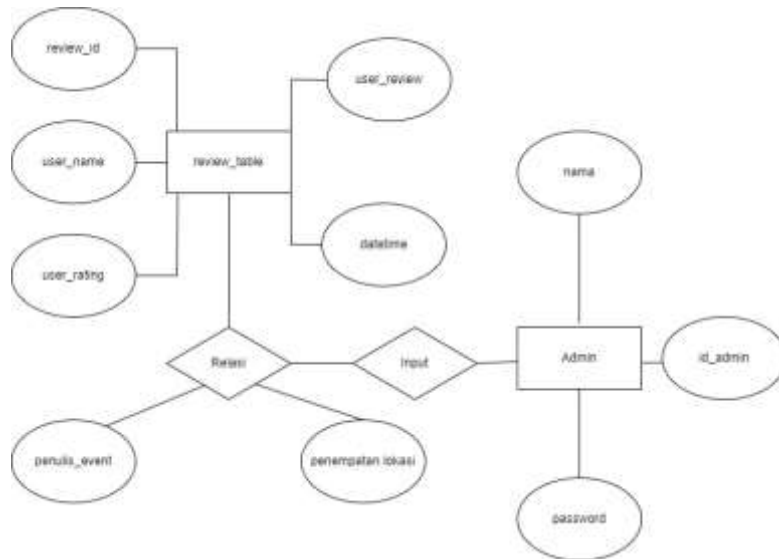 review_id
user_review
user_name
review_table
nama
user_rating
datetime
Relasi
Input
Admin
id_admin
penulis_event
penempatan lokasi
password